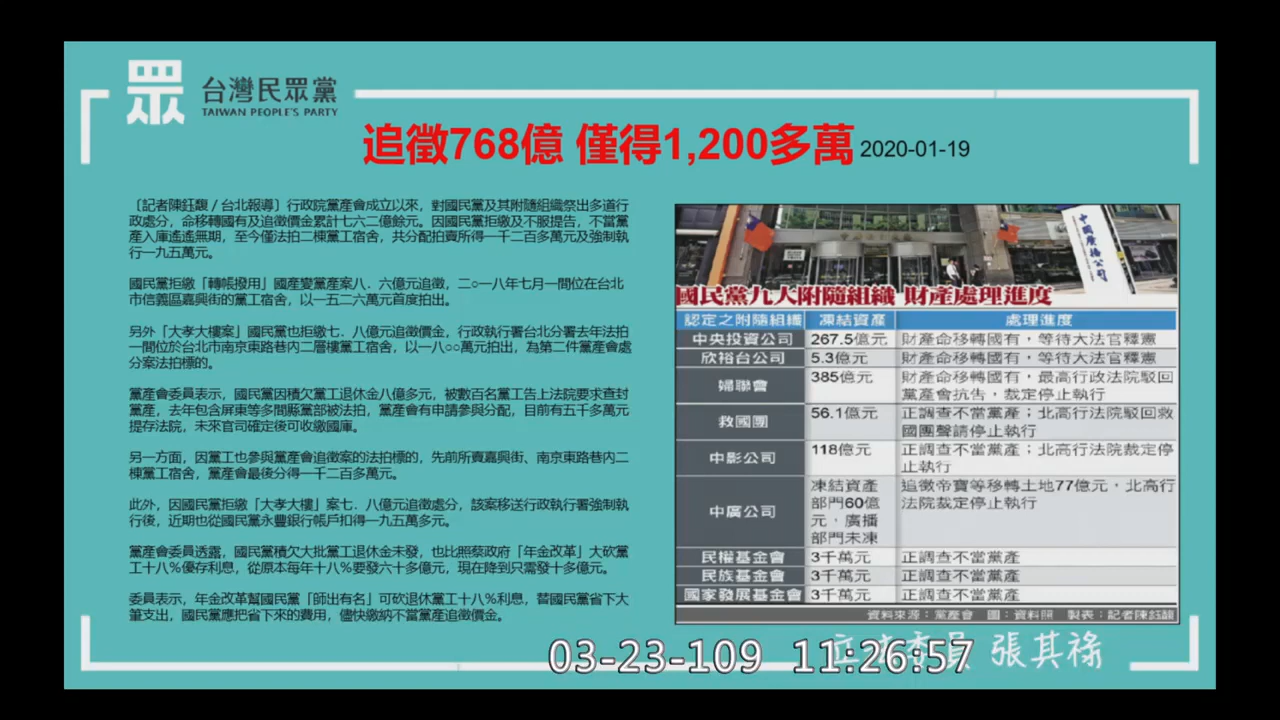 眾 台灣民眾黨
TAIWAN PEOPLE'S PARTY
追徵768億 僅得1,200多萬 2020-01-19
〔記者陳鈺馥／台北報導〕行政院黨產會成立以來，對國民黨及其附隨組織祭出多道行
政處分，命移轉國有及追徵價金累計七六二億餘元。因國民黨拒繳及不服提告，不當黨
產入庫遙遙無期，至今僅法拍二棟黨工宿舍，共分配拍賣所得一千二百多萬元及強制執
行一九五萬元。
國民黨拒繳「轉帳撥用」國產變黨產案八．六億元追徵，二○一八年七月一間位在台北
市信義區嘉興街的黨工宿舍，以一五二六萬元首度拍出。
另外「大孝大樓案」國民黨也拒繳七．八億元追徵價金，行政執行署台北分署去年法拍
一間位於台北市南京東路巷內二層樓黨工宿舍，以一八○○萬元拍出，為第二件黨產會處
分案法拍標的。
黨產會委員表示，國民黨因積欠黨工退休金八億多元，被數百名黨工告上法院要求查封
黨產，去年包含屏東等多間縣黨部被法拍，黨產會有申請參與分配，目前有五千多萬元
提存法院，未來官司確定後可收繳國庫。
另一方面，因黨工也參與黨產會追徵案的法拍標的，先前所賣嘉興街、南京東路巷內二
棟黨工宿舍，黨產會最後分得一千二百多萬元。
此外，因國民黨拒繳「大孝大樓」案七．八億元追徵處分，該案移送行政執行署強制執
行後，近期也從國民黨永豐銀行帳戶扣得一九五萬多元。
黨產會委員透露，國民黨積欠大批黨工退休金未發，也比照蔡政府「年金改革」大砍黨
工十八%優存利息，從原本每年十八%要發六十多億元，現在降到只需發十多億元。
委員表示，年金改革幫國民黨「師出有名」可砍退休黨工十八%利息，替國民黨省下大
筆支出，國民黨應把省下來的費用，儘快繳納不當黨產追徵價金。
中國廣播公司
國民黨九大附隨組織 財產處理進度
認定之附隨組織 凍結資產 處理進度
中央投資公司 267.5億元 財產命移轉國有，等待大法官釋憲
欣裕台公司 5.3億元 財產命移轉國有，等待大法官釋憲
婦聯會 385億元 財產命移轉國有，最高行政法院駁回
黨產會抗告，裁定停止執行
救國團 56.1億元 正調查不當黨產；北高行法院駁回救
國團聲請停止執行
中影公司 118億元 正調查不當黨產；北高行法院裁定停
止執行
中廣公司 凍結資產 追徵帝寶等移轉土地77億元，北高行
部門60億 法院裁定停止執行
元，廣播
部門未凍
民權基金會 3千萬元 正調查不當黨產
民族基金會 3千萬元 正調查不當黨產
國家發展基金會 3千萬元 正調查不當黨產
資料來源：黨產會 圖：資料照 製表：記者陳鈺馥
立法委員 張其祿
03-23-109 11:26:57